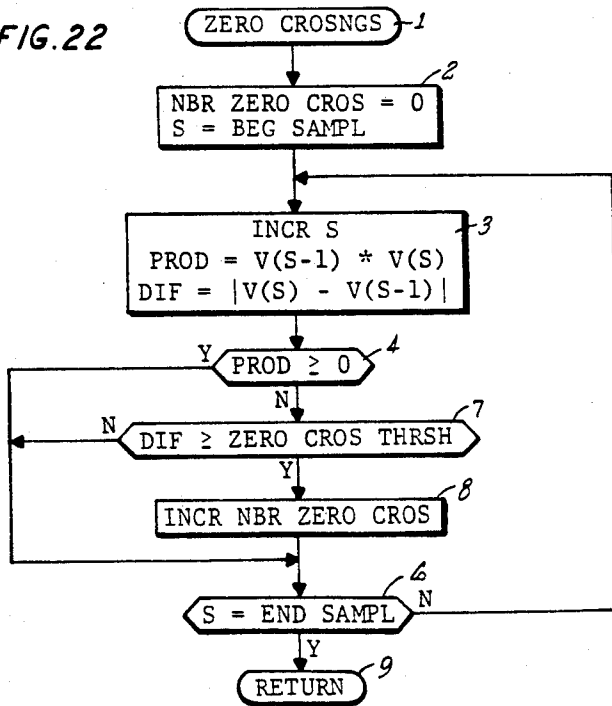 FIG. 22
ZERO CROSNGS 1
2
NBR ZERO CROS = 0
S = BEG SAMPL
INCR S 3
PROD = V(S-1) * V(S)
DIF = |V(S) - V(S-1)|
Y PROD ≥ 0 4
N
7
N DIF ≥ ZERO CROS THRSH
Y
8
INCR NBR ZERO CROS
6
S = END SAMPL N
Y
RETURN 9